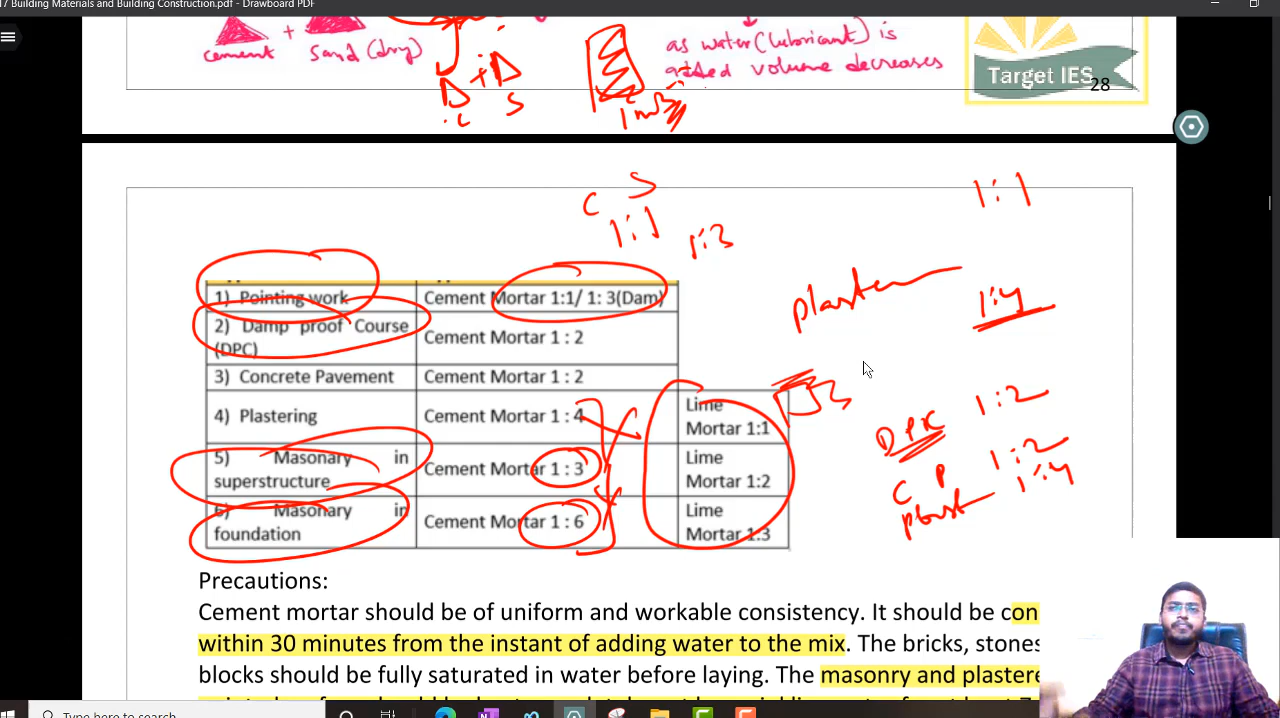 17 Building Materials and Building Construction.pdf - Drawboard PDF
cement + sand (dry)
as water (lubricant) is
added volume decreases
Target IES
28
C S
1:1
1:3
1:1
plaster
1:4
1) Pointing work Cement Mortar 1:1/ 1: 3(Dam)
2) Damp proof Course
(DPC) Cement Mortar 1 : 2
3) Concrete Pavement Cement Mortar 1 : 2
4) Plastering Cement Mortar 1 : 4 Lime
Mortar 1:1
5) Masonary in
superstructure Cement Mortar 1 : 3 Lime
Mortar 1:2
6) Masonary in
foundation Cement Mortar 1 : 6 Lime
Mortar 1:3
DPC 1:2
C P 1:2
plast 1:4
Precautions:
Cement mortar should be of uniform and workable consistency. It should be con
within 30 minutes from the instant of adding water to the mix. The bricks, stones
blocks should be fully saturated in water before laying. The masonry and plastere
Type here to search